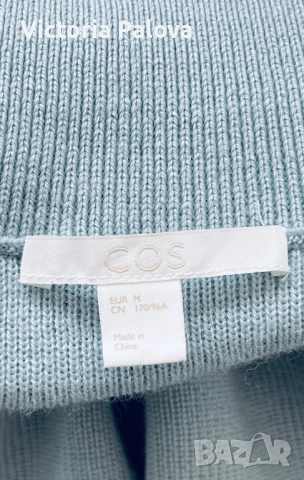 Victoria Palova
COS
EUR M
CN 170/96A
Made in
China
bazar.bg